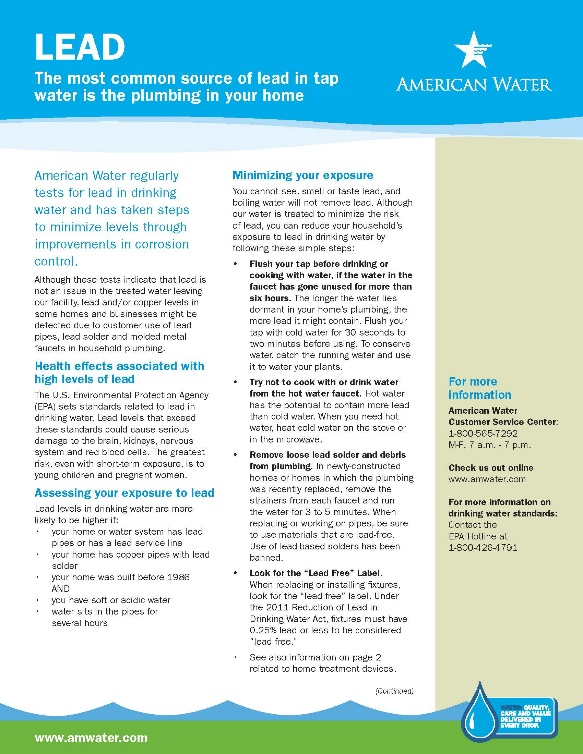 LEAD
The most common source of lead in tap
water is the plumbing in your home
AMERICAN WATER
American Water regularly
tests for lead in drinking
water and has taken steps
to minimize levels through
improvements in corrosion
control.
Although these tests indicate that lead is
not an issue in the treated water leaving
our facility, lead and/or copper levels in
some homes and businesses might be
detected due to customer use of lead
pipes, lead solder and molded metal
faucets in household plumbing.
Health effects associated with
high levels of lead
The U.S. Environmental Protection Agency
(EPA) sets standards related to lead in
drinking water. Lead levels that exceed
these standards could cause serious
damage to the brain, kidneys, nervous
system and red blood cells. The greatest
risk, even with short-term exposure, is to
young children and pregnant women.
Assessing your exposure to lead
Lead levels in drinking water are more
likely to be higher if:
• your home or water system has lead
pipes or has a lead service line
• your home has copper pipes with lead
solder
• your home was built before 1986
AND
• you have soft or acidic water
• water sits in the pipes for
several hours
Minimizing your exposure
You cannot see, smell or taste lead, and
boiling water will not remove lead. Although
our water is treated to minimize the risk
of lead, you can reduce your household's
exposure to lead in drinking water by
following these simple steps:
• Flush your tap before drinking or
cooking with water, if the water in the
faucet has gone unused for more than
six hours. The longer the water lies
dormant in your home's plumbing, the
more lead it might contain. Flush your
tap with cold water for 30 seconds to
two minutes before using. To conserve
water, catch the running water and use
it to water your plants.
• Try not to cook with or drink water
from the hot water faucet. Hot water
has the potential to contain more lead
than cold water. When you need hot
water, heat cold water on the stove or
in the microwave.
• Remove loose lead solder and debris
from plumbing. In newly-constructed
homes or homes in which the plumbing
was recently replaced, remove the
strainers from each faucet and run
the water for 3 to 5 minutes. When
replacing or working on pipes, be sure
to use materials that are lead-free.
Use of lead-based solders has been
banned.
• Look for the "Lead Free" Label.
When replacing or installing fixtures,
look for the "lead free" label. Under
the 2011 Reduction of Lead in
Drinking Water Act, fixtures must have
0.25% lead or less to be considered
"lead free."
• See also information on page 2
related to home treatment devices.
(Continued)
For more
information
American Water
Customer Service Center:
1-800-565-7292
M-F, 7 a.m. - 7 p.m.
Check us out online
www.amwater.com
For more information on
drinking water standards:
Contact the
EPA Hotline at
1-800-426-4791
WATER QUALITY,
CARE AND VALUE
DELIVERED IN
EVERY DROP.
www.amwater.com